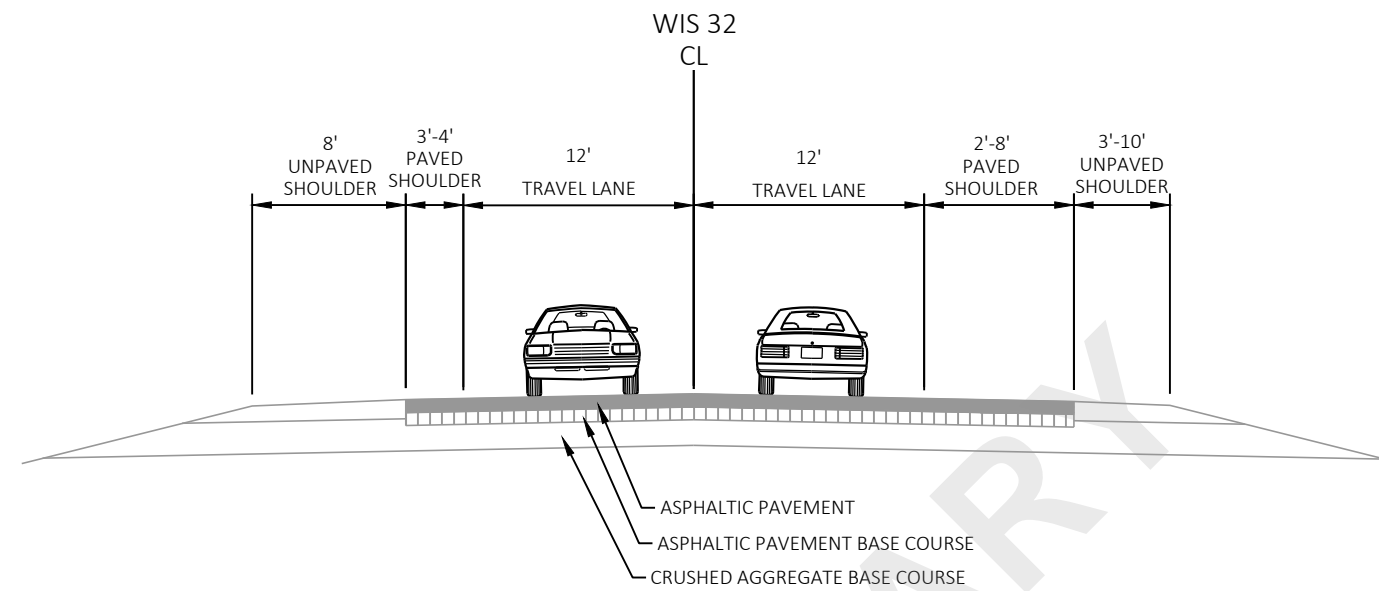 WIS 32
CL
8'
UNPAVED
SHOULDER
3'-4'
PAVED
SHOULDER
12'
TRAVEL LANE
12'
TRAVEL LANE
2'-8'
PAVED
SHOULDER
3'-10'
UNPAVED
SHOULDER
ASPHALTIC PAVEMENT
ASPHALTIC PAVEMENT BASE COURSE
CRUSHED AGGREGATE BASE COURSE
ARY